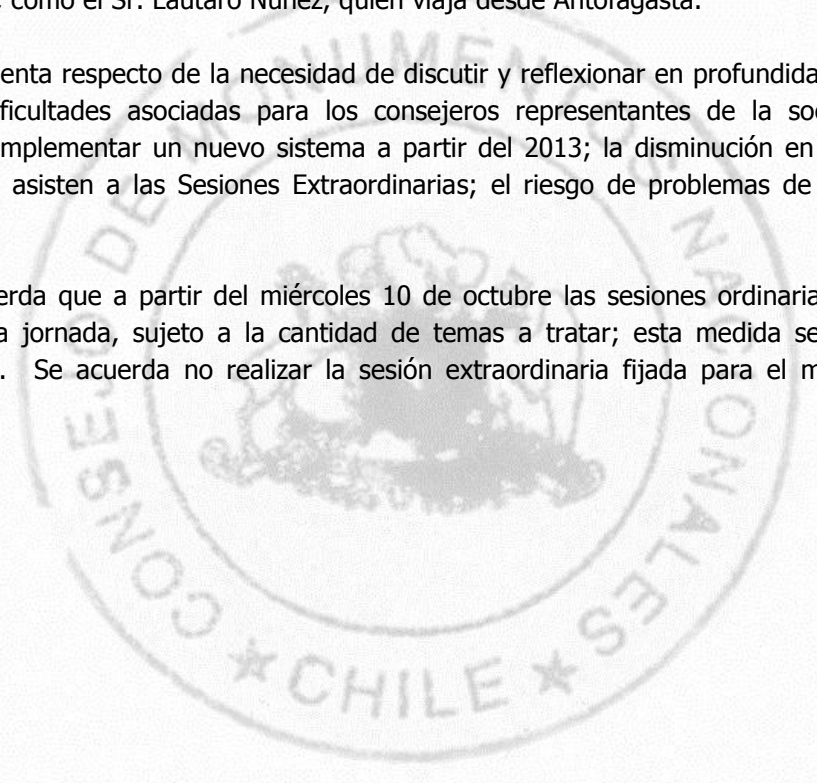 como el Sr. Lautaro Núñez, quien viaja desde Antofagasta.
enta respecto de la necesidad de discutir y reflexionar en profundida
ficultades asociadas para los consejeros representantes de la soc
mplementar un nuevo sistema a partir del 2013; la disminución en
asisten a las Sesiones Extraordinarias; el riesgo de problemas de
erda que a partir del miércoles 10 de octubre las sesiones ordinaria
a jornada, sujeto a la cantidad de temas a tratar; esta medida se
. Se acuerda no realizar la sesión extraordinaria fijada para el m
CONSEJO DE MONUMENTOS NACIONALES
★ CHILE ★